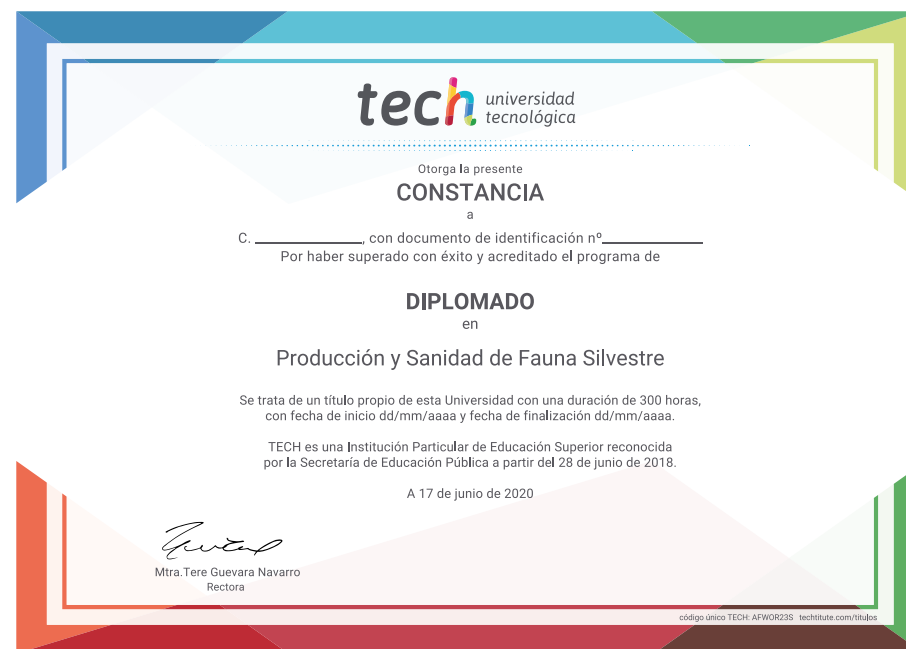 tech universidad
tecnológica
Otorga la presente
CONSTANCIA
a
C. ______________, con documento de identificación nº_____________
Por haber superado con éxito y acreditado el programa de
DIPLOMADO
en
Producción y Sanidad de Fauna Silvestre
Se trata de un título propio de esta Universidad con una duración de 300 horas,
con fecha de inicio dd/mm/aaaa y fecha de finalización dd/mm/aaaa.
TECH es una Institución Particular de Educación Superior reconocida
por la Secretaría de Educación Pública a partir del 28 de junio de 2018.
A 17 de junio de 2020
Mtra.Tere Guevara Navarro
Rectora
código único TECH: AFWOR23S techtitute.com/titulos